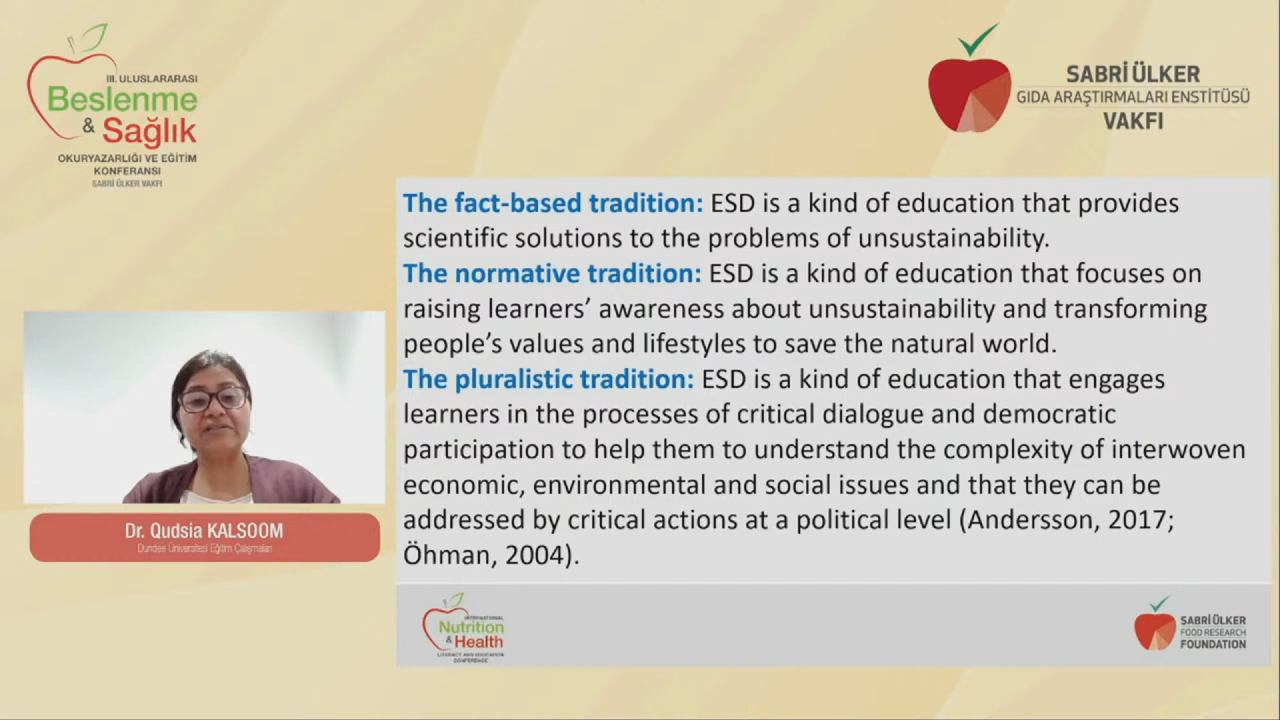 III. ULUSLARARASI
Beslenme
& Sağlık
OKURYAZARLIĞI VE EĞİTİM
KONFERANSI
SABRİ ÜLKER VAKFI
SABRİ ÜLKER
GIDA ARAŞTIRMALARI ENSTİTÜSÜ
VAKFI
The fact-based tradition: ESD is a kind of education that provides
scientific solutions to the problems of unsustainability.
The normative tradition: ESD is a kind of education that focuses on
raising learners’ awareness about unsustainability and transforming
people’s values and lifestyles to save the natural world.
The pluralistic tradition: ESD is a kind of education that engages
learners in the processes of critical dialogue and democratic
participation to help them to understand the complexity of interwoven
economic, environmental and social issues and that they can be
addressed by critical actions at a political level (Andersson, 2017;
Öhman, 2004).
Dr. Qudsia KALSOOM
Dundee Üniversitesi Eğitim Çalışmaları
INTERNATIONAL
Nutrition
& Health
LITERACY AND EDUCATION
CONFERENCE
SABRİ ÜLKER
FOOD RESEARCH
FOUNDATION